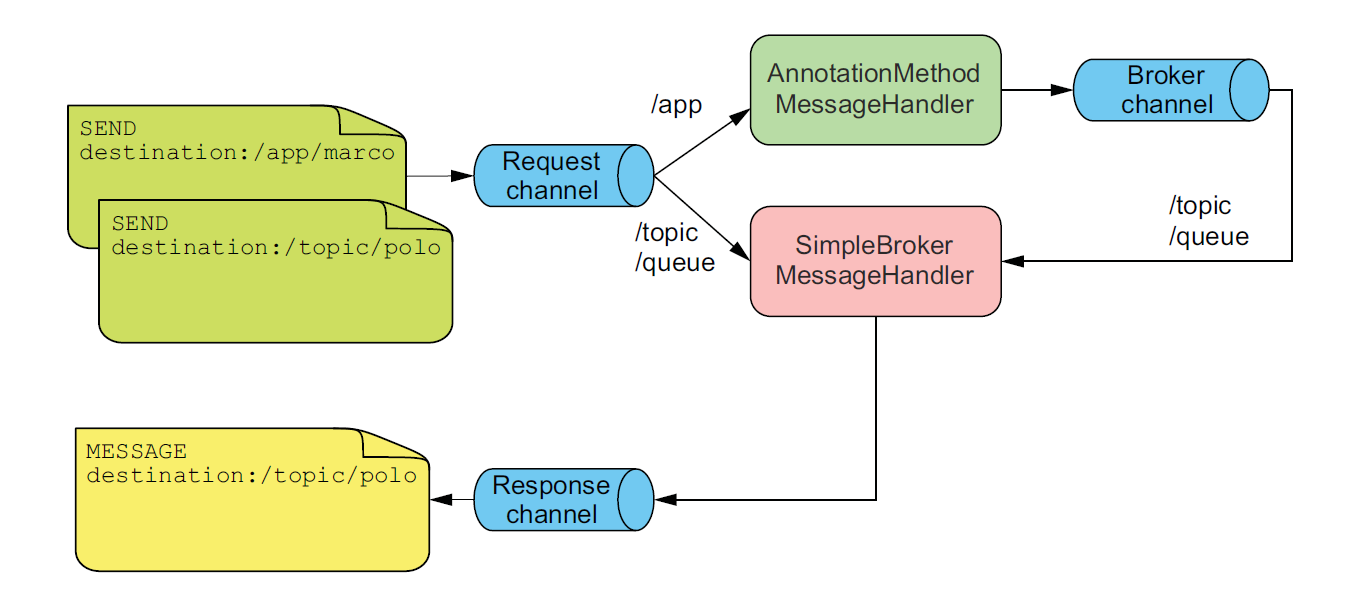 SEND
destination:/app/marco
SEND
destination:/topic/polo
Request
channel
/app
/topic
/queue
AnnotationMethod
MessageHandler
SimpleBroker
MessageHandler
Broker
channel
/topic
/queue
MESSAGE
destination:/topic/polo
Response
channel